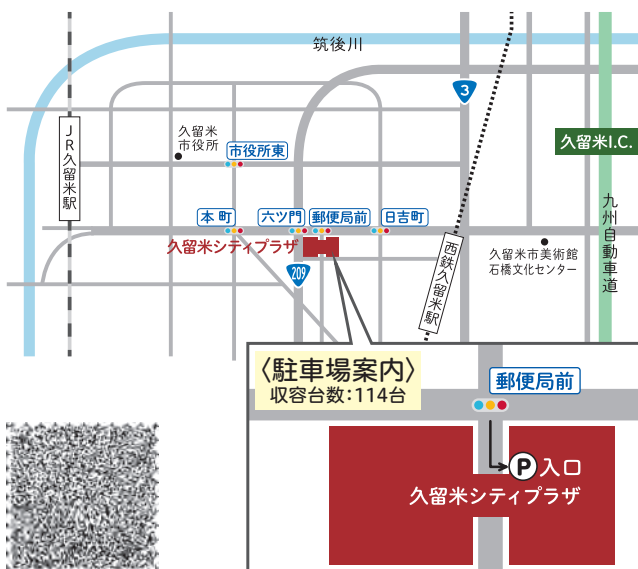 筑後川
3
久留米I.C.
JR久留米駅
久留米
市役所
市役所東
九州自動車道
本町
六ツ門
郵便局前
日吉町
久留米シティプラザ
209
西鉄久留米駅
久留米市美術館
石橋文化センター
〈駐車場案内〉
収容台数:114台
郵便局前
P入口
久留米シティプラザ